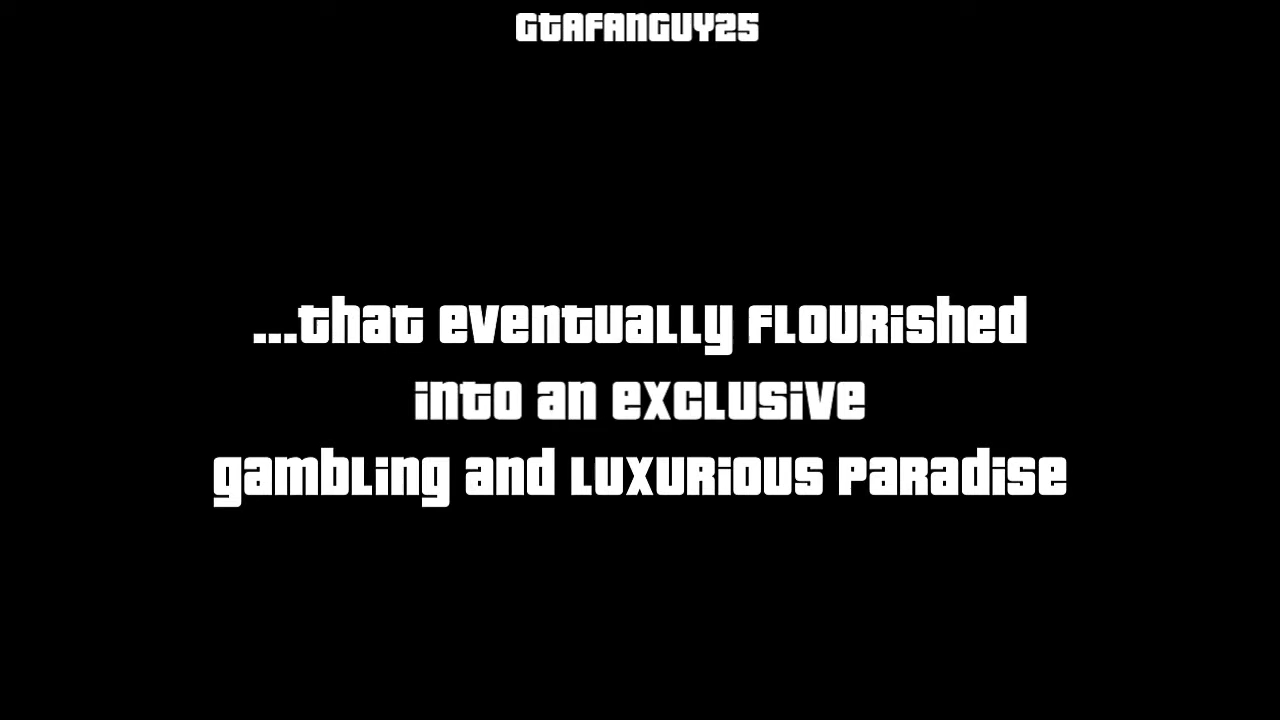 GTAFANGUY25
...that eventually flourished
into an exclusive
gambling and luxurious paradise